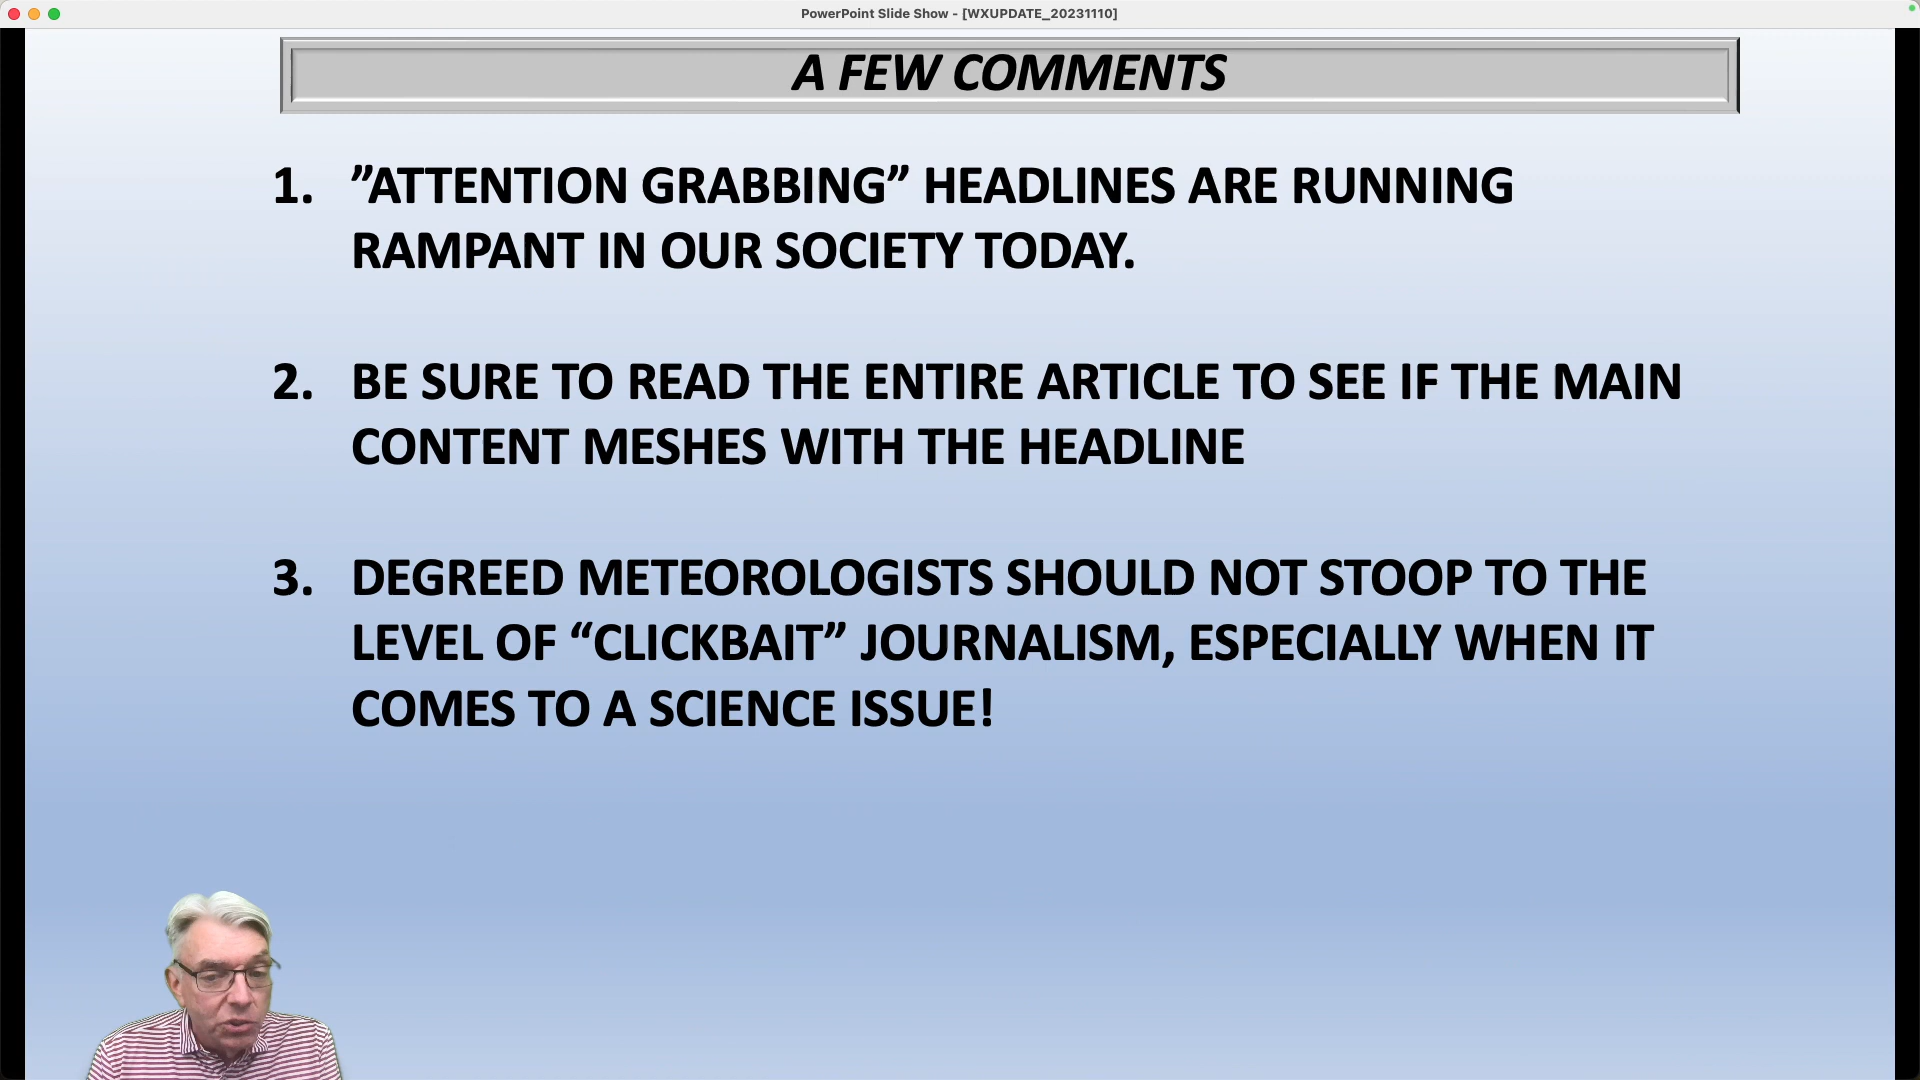 PowerPoint Slide Show - [WXUPDATE_20231110]
A FEW COMMENTS
1. ”ATTENTION GRABBING” HEADLINES ARE RUNNING
RAMPANT IN OUR SOCIETY TODAY.
2. BE SURE TO READ THE ENTIRE ARTICLE TO SEE IF THE MAIN
CONTENT MESHES WITH THE HEADLINE
3. DEGREED METEOROLOGISTS SHOULD NOT STOOP TO THE
LEVEL OF “CLICKBAIT” JOURNALISM, ESPECIALLY WHEN IT
COMES TO A SCIENCE ISSUE!